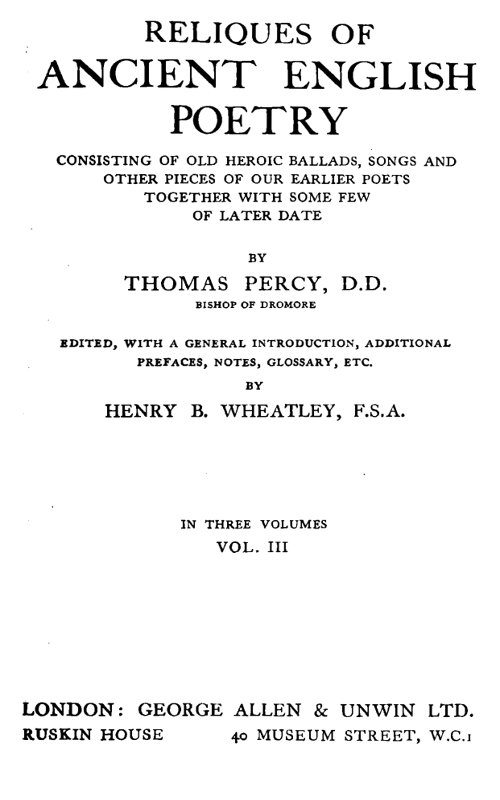 RELIQUES OF
ANCIENT ENGLISH
POETRY
CONSISTING OF OLD HEROIC BALLADS, SONGS AND
OTHER PIECES OF OUR EARLIER POETS
TOGETHER WITH SOME FEW
OF LATER DATE
BY
THOMAS PERCY, D.D.
BISHOP OF DROMORE
EDITED, WITH A GENERAL INTRODUCTION, ADDITIONAL
PREFACES, NOTES, GLOSSARY, ETC.
BY
HENRY B. WHEATLEY, F.S.A.
IN THREE VOLUMES
VOL. III
LONDON: GEORGE ALLEN & UNWIN LTD.
RUSKIN HOUSE 40 MUSEUM STREET, W.C.1